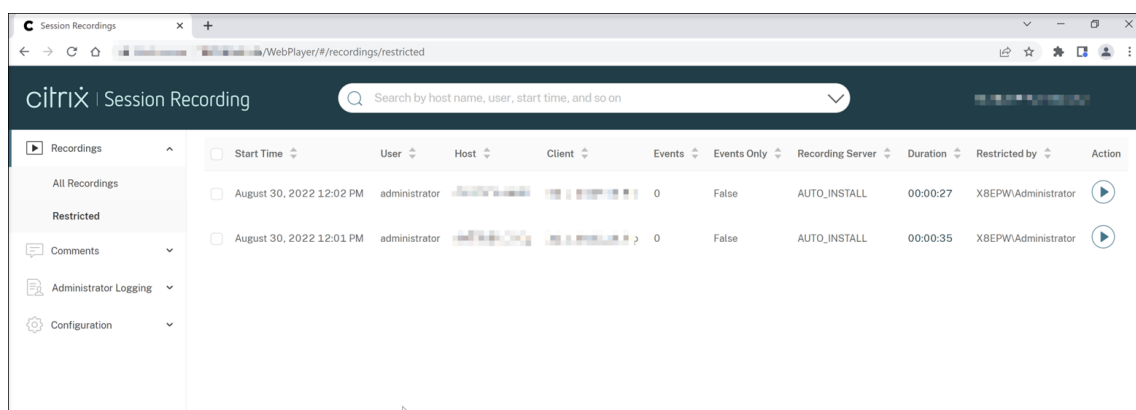 Session Recordings
/WebPlayer/#/recordings/restricted
citrix | Session Recording
Search by host name, user, start time, and so on
Recordings
All Recordings
Restricted
Comments
Administrator Logging
Configuration
Start Time User Host Client Events Events Only Recording Server Duration Restricted by Action
August 30, 2022 12:02 PM administrator 0 False AUTO_INSTALL 00:00:27 X8EPW\Administrator
August 30, 2022 12:01 PM administrator 0 False AUTO_INSTALL 00:00:35 X8EPW\Administrator